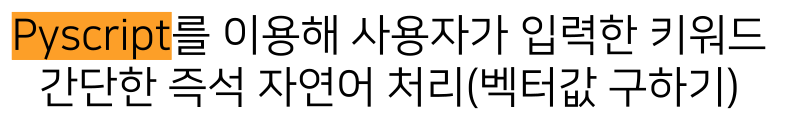 Pyscript를 이용해 사용자가 입력한 키워드
간단한 즉석 자연어 처리(벡터값 구하기)